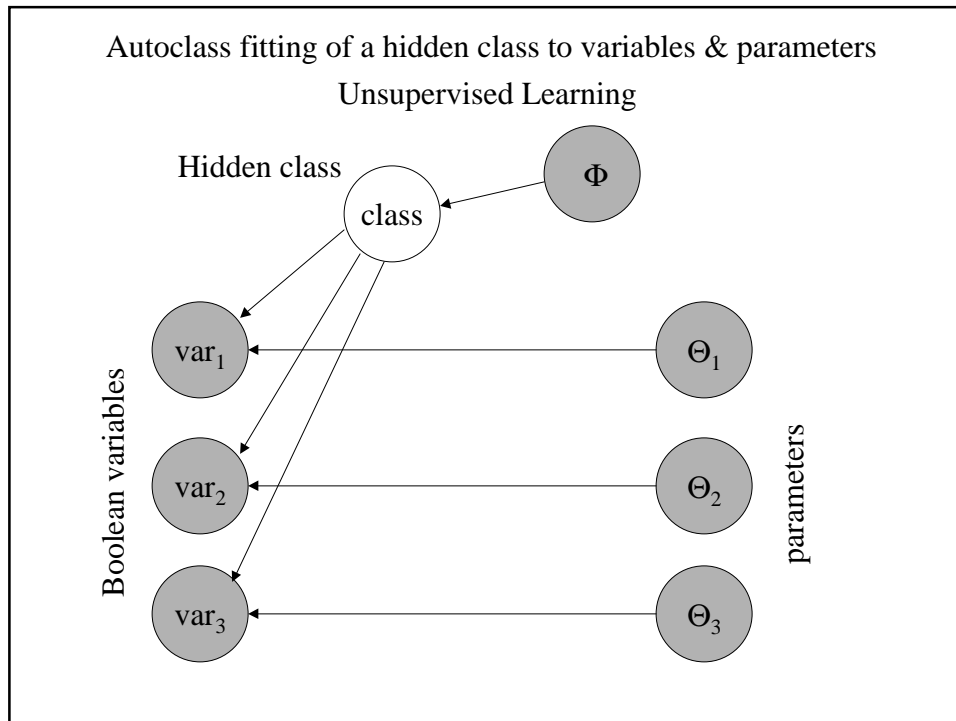 Autoclass fitting of a hidden class to variables & parameters
Unsupervised Learning
Hidden class
class
Φ
var₁
Θ₁
Boolean variables
var₂
Θ₂
parameters
var₃
Θ₃